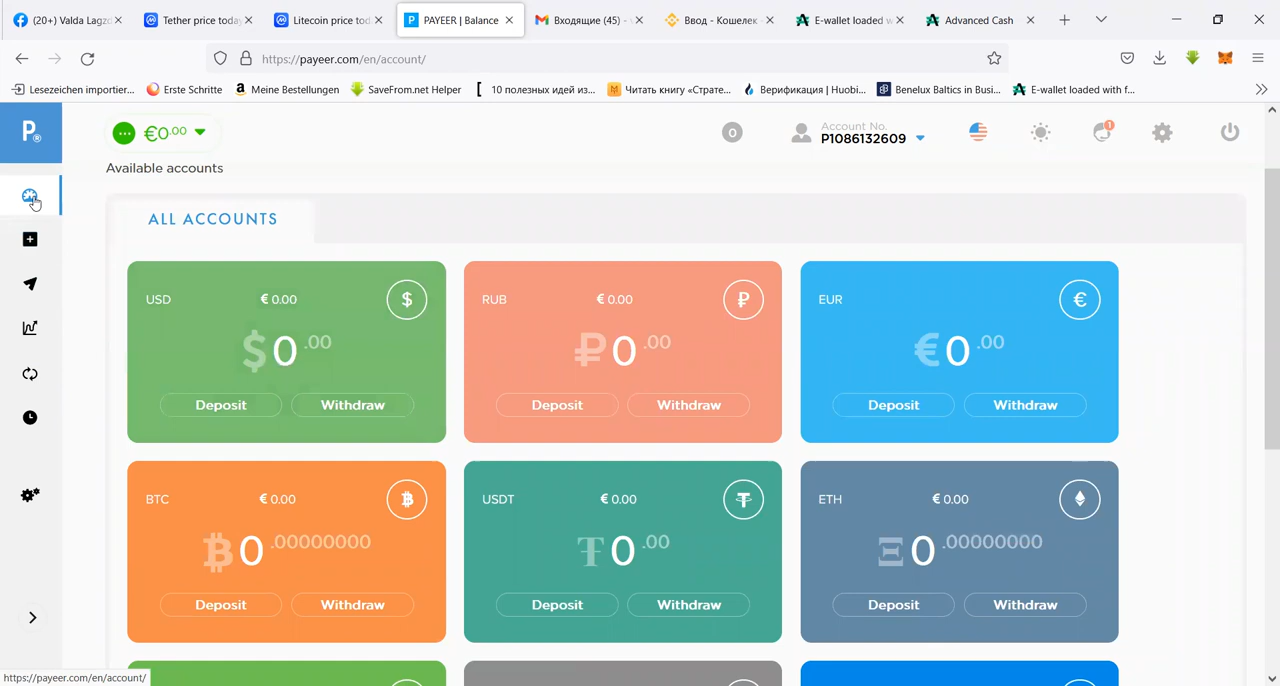 (20+) Valda Lagzd
Tether price today
Litecoin price tod
PAYEER | Balance
Входящие (45) -
Ввод - Кошелек
E-wallet loaded w
Advanced Cash
https://payeer.com/en/account/
Lesezeichen importier...
Erste Schritte
Meine Bestellungen
SaveFrom.net Helper
10 полезных идей из...
Читать книгу «Страте...
Верификация | Huobi...
Benelux Baltics in Busi...
E-wallet loaded with f...
P®
€0.00
0
Account No.
P1086132609
1
Available accounts
ALL ACCOUNTS
USD € 0.00 $
$0.00
Deposit Withdraw
RUB € 0.00 ₽
₽0.00
Deposit Withdraw
EUR € 0.00 €
€0.00
Deposit Withdraw
BTC € 0.00
0.00000000
Deposit Withdraw
USDT € 0.00
0.00
Deposit Withdraw
ETH € 0.00
0.00000000
Deposit Withdraw
https://payeer.com/en/account/